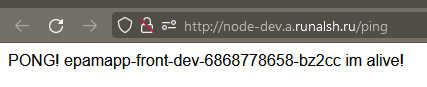 http://node-dev.a.runalsh.ru/ping
PONG! epamapp-front-dev-6868778658-bz2cc im alive!